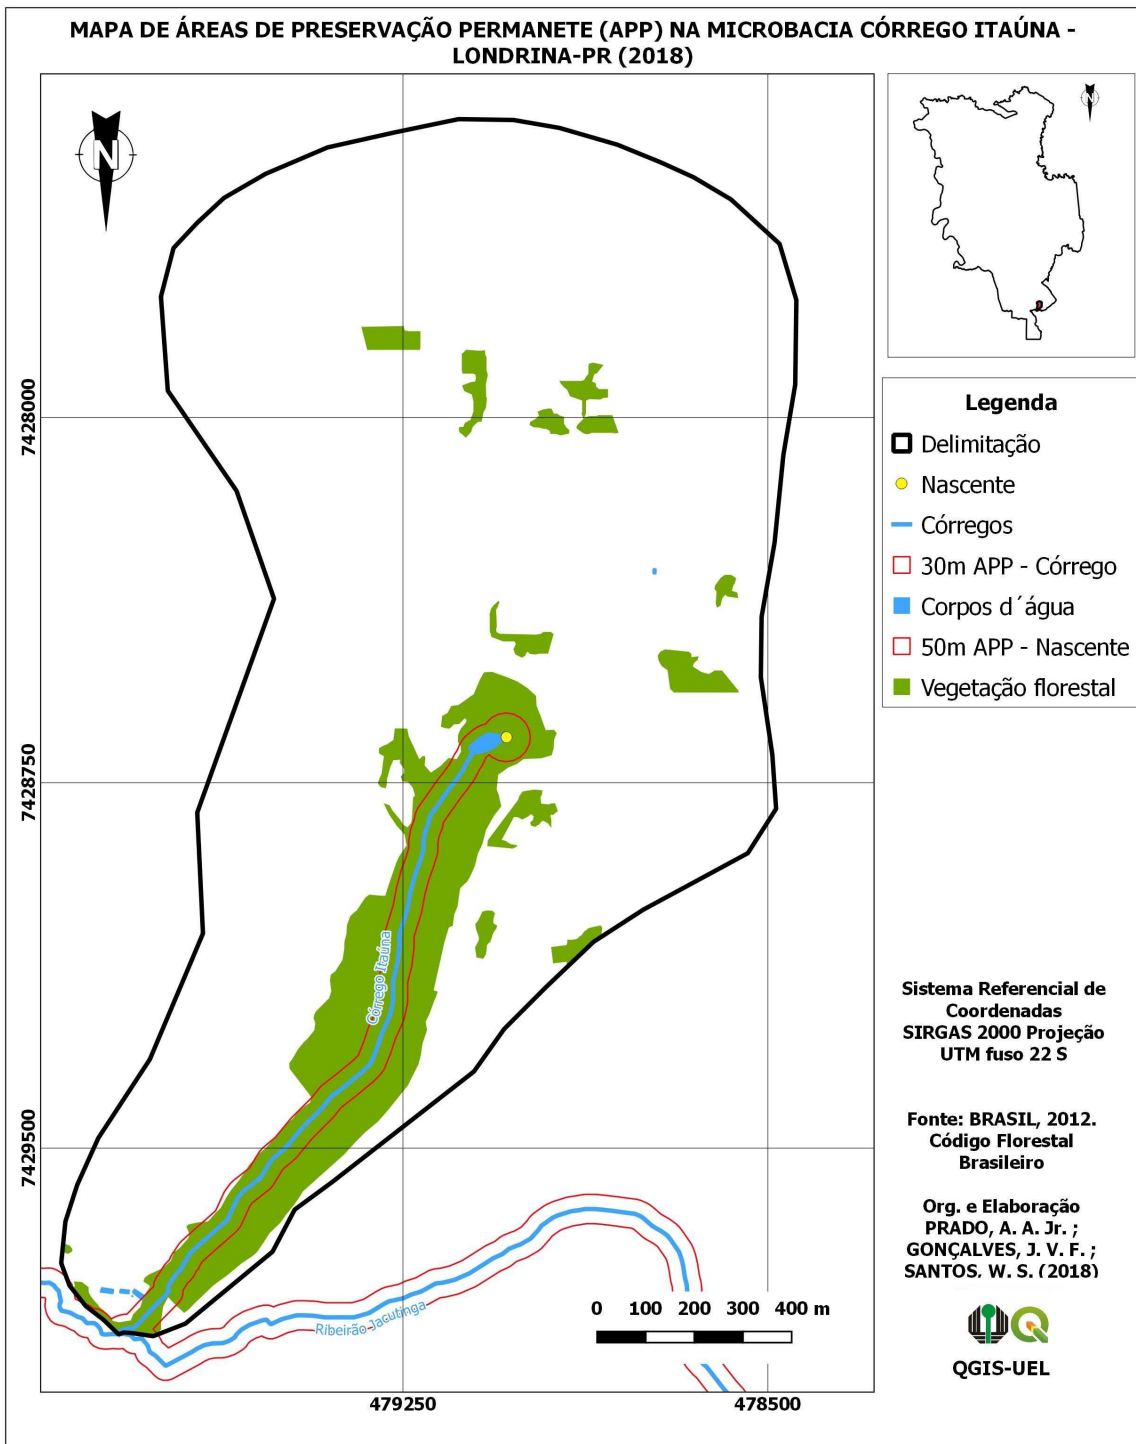 MAPA DE ÁREAS DE PRESERVAÇÃO PERMANETE (APP) NA MICROBACIA CÓRREGO ITAÚNA -
LONDRINA-PR (2018)
N
N
Legenda
Delimitação
Nascente
Córregos
30m APP - Córrego
Corpos d´água
50m APP - Nascente
Vegetação florestal
7428000
7428750
7429500
Córrego Itaúna
Ribeirão Jacutinga
0 100 200 300 400 m
479250
478500
Sistema Referencial de
Coordenadas
SIRGAS 2000 Projeção
UTM fuso 22 S
Fonte: BRASIL, 2012.
Código Florestal
Brasileiro
Org. e Elaboração
PRADO, A. A. Jr. ;
GONÇALVES, J. V. F. ;
SANTOS, W. S. (2018)
QGIS-UEL